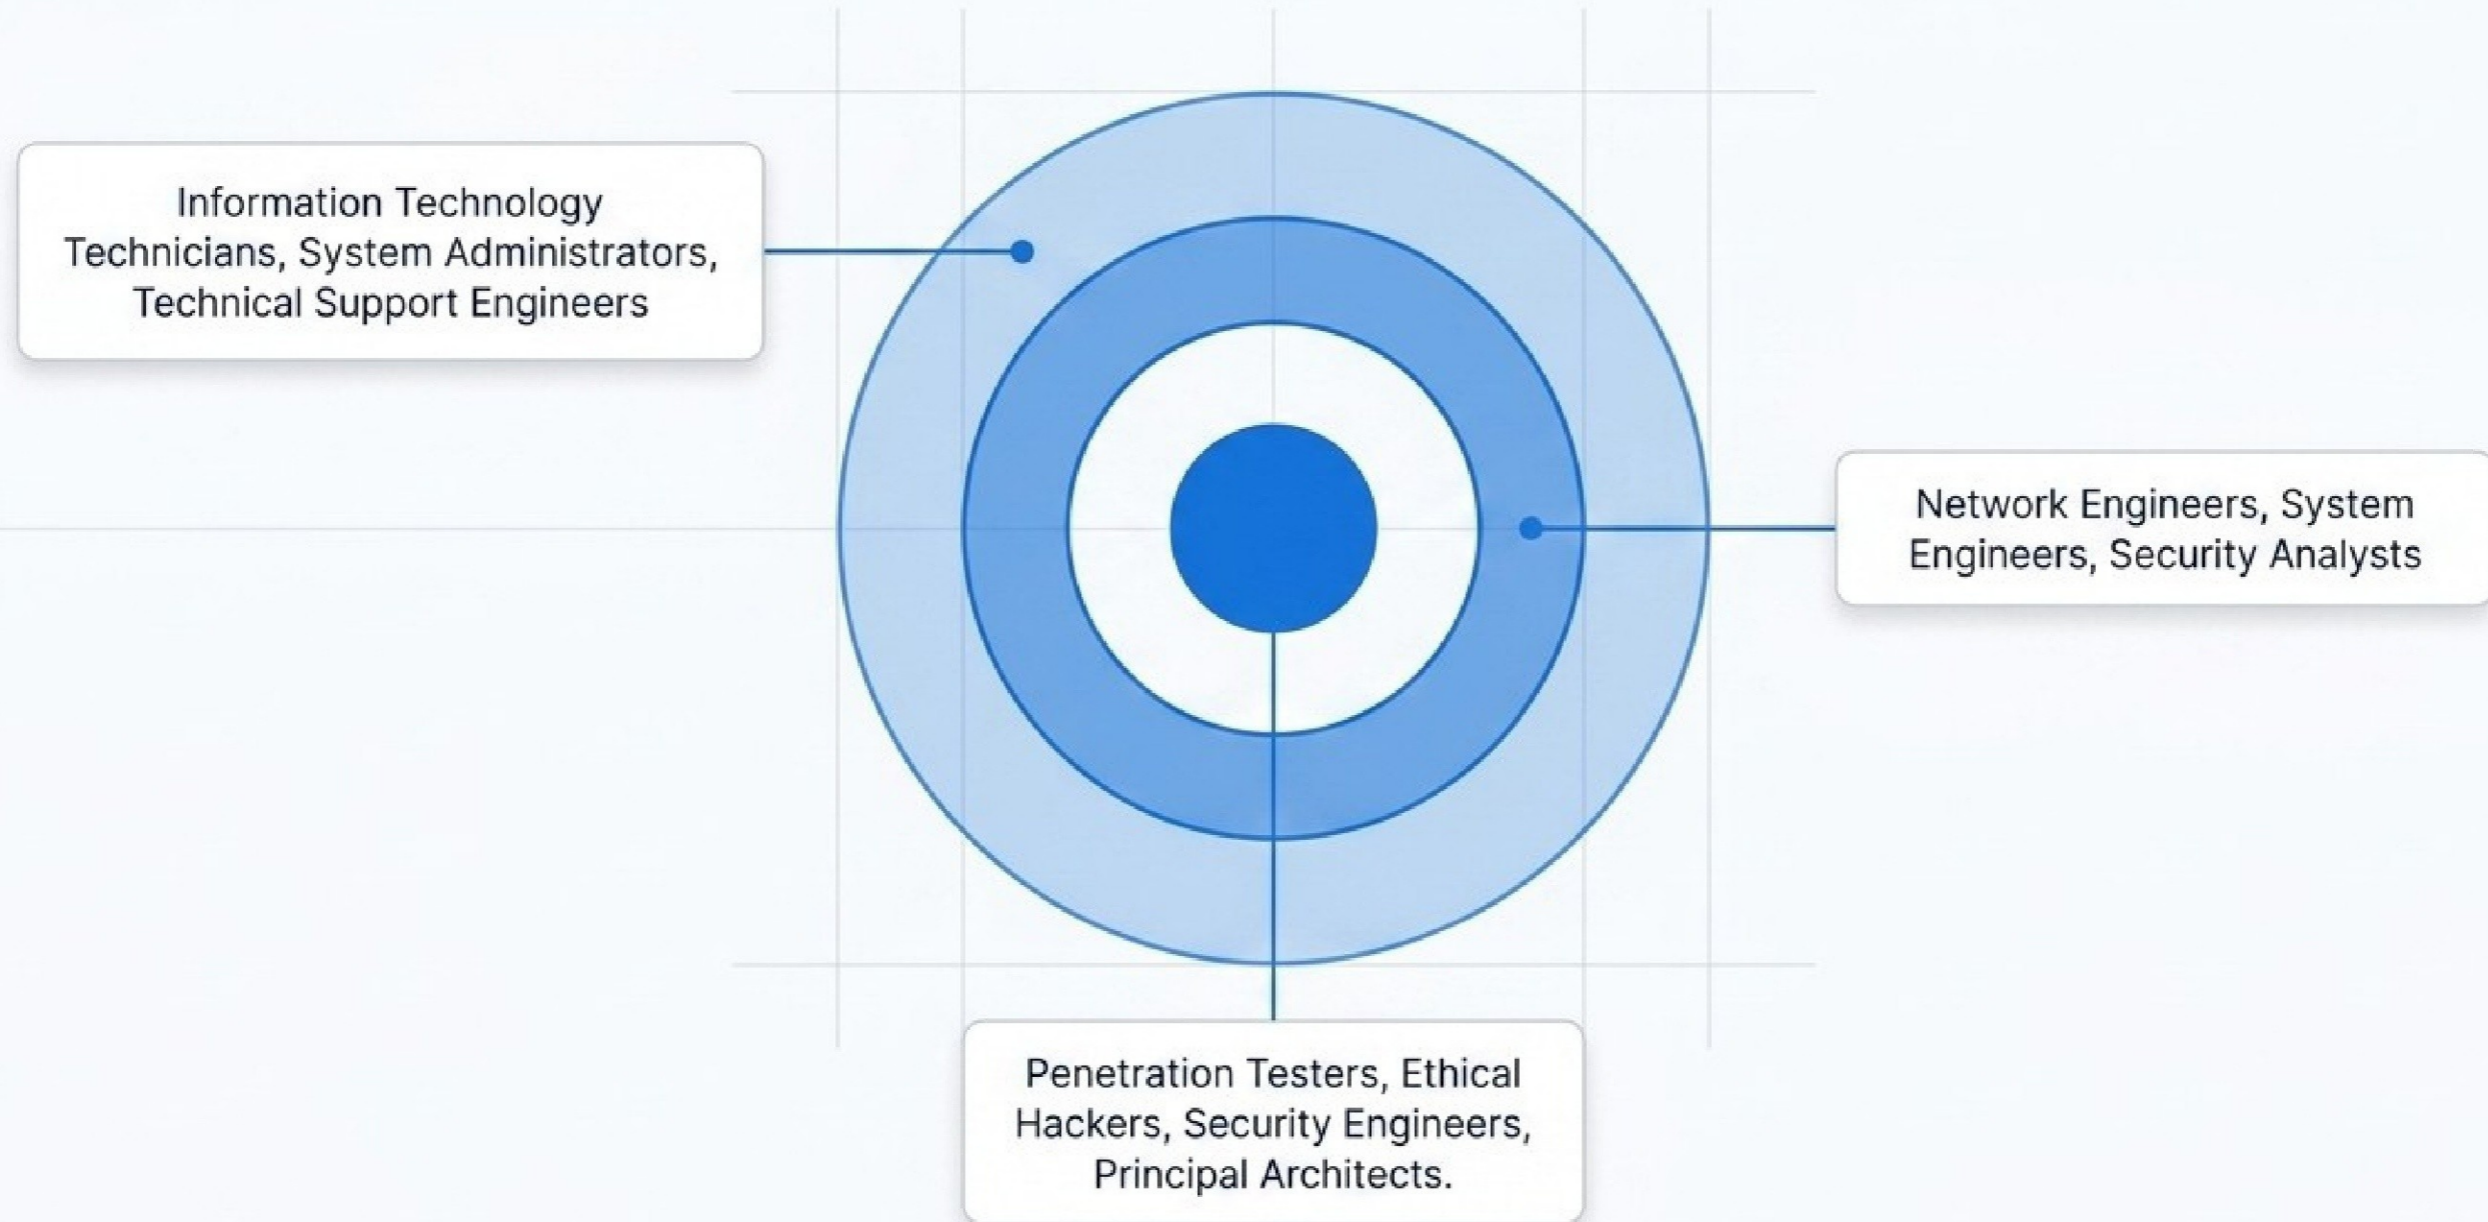 Information Technology
Technicians, System Administrators,
Technical Support Engineers
Network Engineers, System
Engineers, Security Analysts
Penetration Testers, Ethical
Hackers, Security Engineers,
Principal Architects.